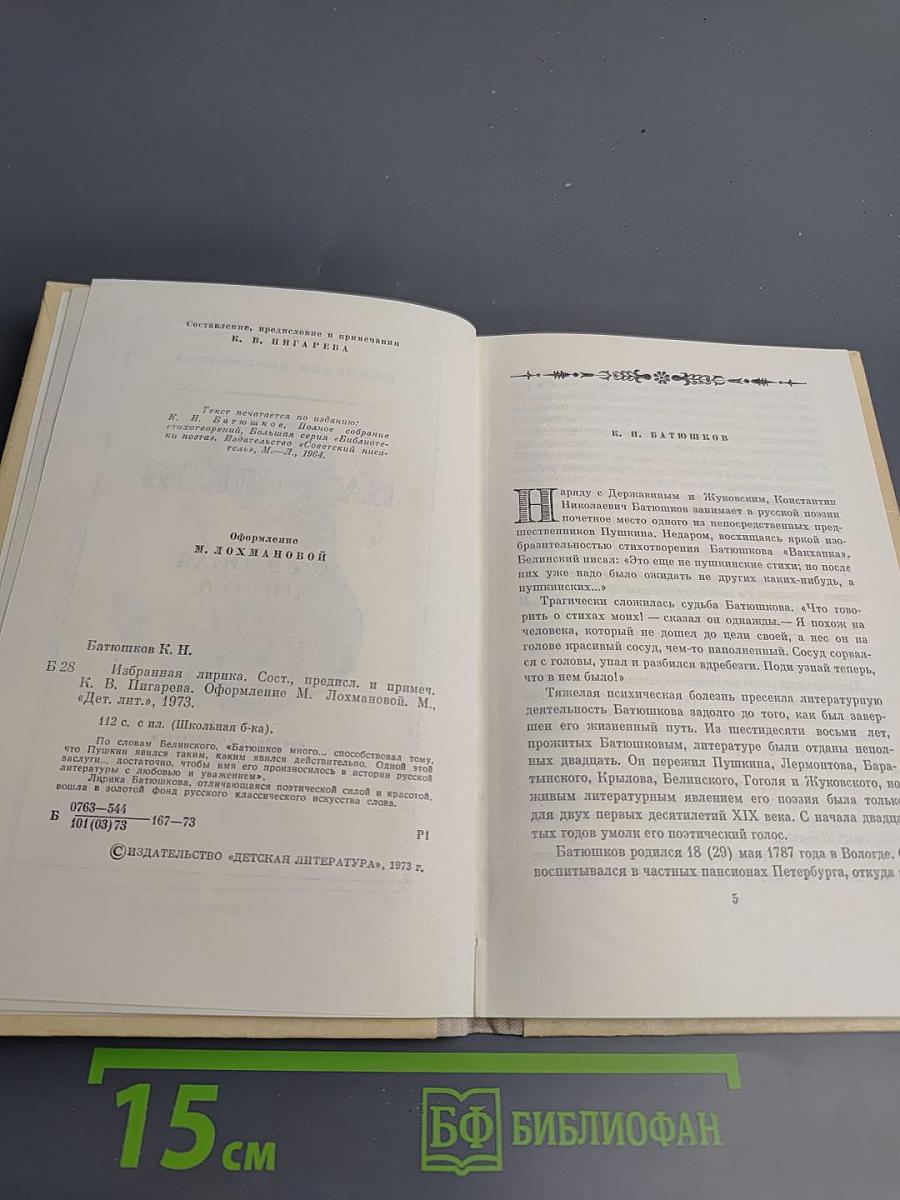 Составление, предисловие и примечания
К. В. ПИГАРЕВА
Текст печатается по изданию:
К. Н. Батюшков, Полное собрание
стихотворений, Большая серия «Библиоте-
ки поэта». Издательство «Советский писа-
тель», М.—Л., 1964.
Оформление
М. ЛОХМАНОВОЙ
Батюшков К. Н.
Б 28 Избранная лирика. Сост., предисл. и примеч.
К. В. Пигарева. Оформление М. Лохмановой. М.,
«Дет. лит.», 1973.
112 с. с ил. (Школьная б-ка).
По словам Белинского, «Батюшков много... способствовал тому,
что Пушкин явился таким, каким явился действительно. Одной этой
заслуги... достаточно, чтобы имя его произносилось в истории русской
литературы с любовью и уважением».
Лирика Батюшкова, отличающаяся поэтической силой и красотой,
вошла в золотой фонд русского классического искусства слова.
0763—544
Б 167—73
101(03)73
Р1
©ИЗДАТЕЛЬСТВО «ДЕТСКАЯ ЛИТЕРАТУРА», 1973 г.
К. Н. БАТЮШКОВ
Наряду с Державиным и Жуковским, Константин
Николаевич Батюшков занимает в русской поэзии
почетное место одного из непосредственных пред-
шественников Пушкина. Недаром, восхищаясь яркой изо-
бразительностью стихотворения Батюшкова «Вакханка»,
Белинский писал: «Это еще не пушкинские стихи; но после
них уже надо было ожидать не других каких-нибудь, а
пушкинских...»
Трагически сложилась судьба Батюшкова. «Что гово-
рить о стихах моих! — сказал он однажды.— Я похож на
человека, который не дошел до цели своей, а нес он на
голове красивый сосуд, чем-то наполненный. Сосуд сорвал-
ся с головы, упал и разбился вдребезги. Поди узнай теперь,
что в нем было!»
Тяжелая психическая болезнь пресекла литературную
деятельность Батюшкова задолго до того, как был завер-
шен его жизненный путь. Из шестидесяти восьми лет,
прожитых Батюшковым, литературе были отданы непол-
ных двадцать. Он пережил Пушкина, Лермонтова, Бара-
тынского, Крылова, Белинского, Гоголя и Жуковского, но
живым литературным явлением его поэзия была только
для двух первых десятилетий XIX века. С начала двадца
тых годов умолк его поэтический голос.
Батюшков родился 18 (29) мая 1787 года в Вологде.
воспитывался в частных пансионах Петербурга, откуда
5
15 см
БФ БИБЛИОФАН